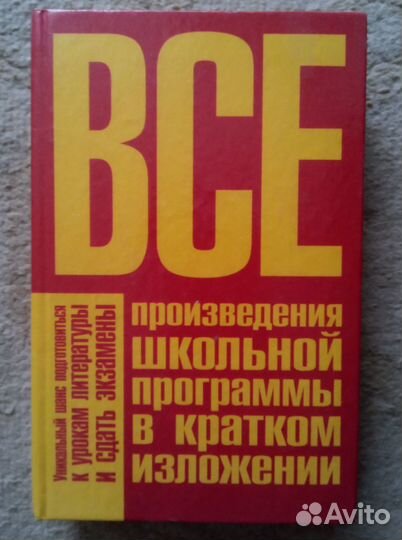 ВСЕ
произведения
школьной
программы
в кратком
изложении
Уникальный шанс подготовиться
к урокам литературы
и сдать экзамены
Avito